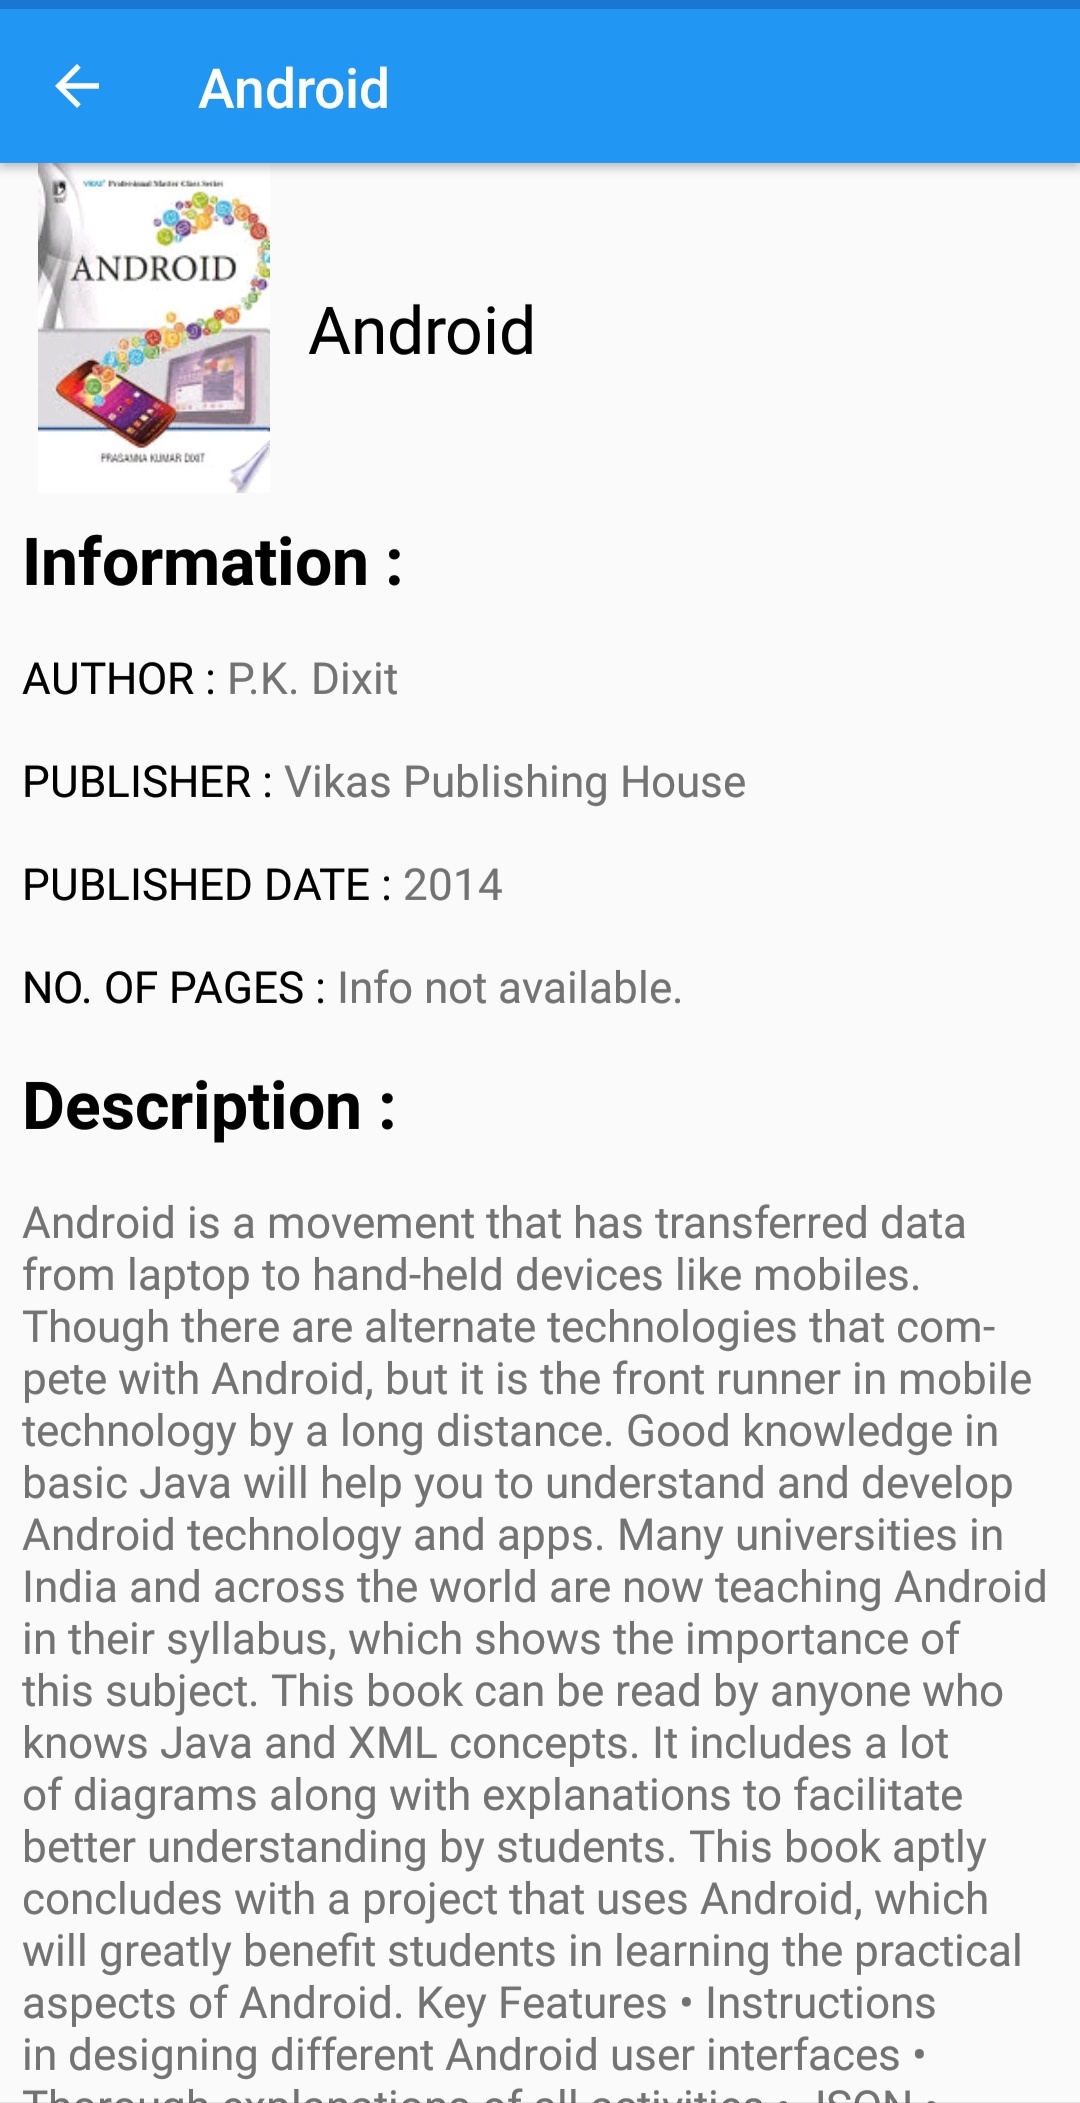 Android
VIKAS® Professional Master Class Series
ANDROID
PRASANNA KUMAR DIXIT
Android
Information :
AUTHOR : P.K. Dixit
PUBLISHER : Vikas Publishing House
PUBLISHED DATE : 2014
NO. OF PAGES : Info not available.
Description :
Android is a movement that has transferred data
from laptop to hand-held devices like mobiles.
Though there are alternate technologies that com-
pete with Android, but it is the front runner in mobile
technology by a long distance. Good knowledge in
basic Java will help you to understand and develop
Android technology and apps. Many universities in
India and across the world are now teaching Android
in their syllabus, which shows the importance of
this subject. This book can be read by anyone who
knows Java and XML concepts. It includes a lot
of diagrams along with explanations to facilitate
better understanding by students. This book aptly
concludes with a project that uses Android, which
will greatly benefit students in learning the practical
aspects of Android. Key Features • Instructions
in designing different Android user interfaces •
Thorough explanations of all activities • JSON •